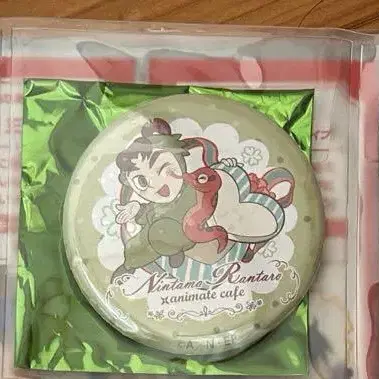 Nintama Rantaro
×animate cafe